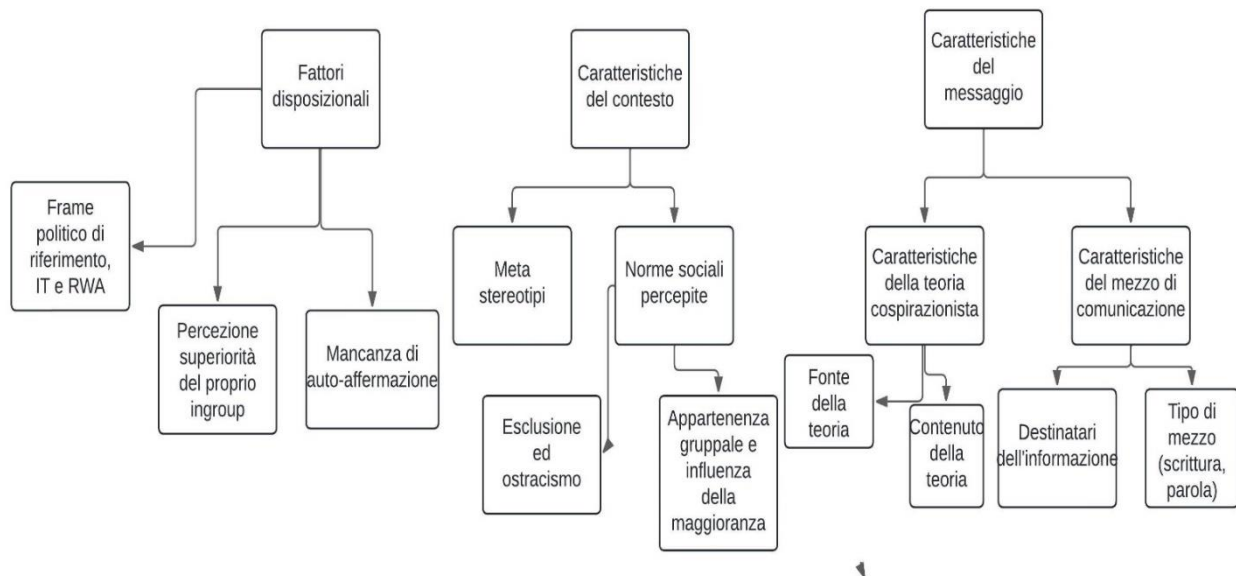 Fattori
disposizionali
Caratteristiche
del contesto
Caratteristiche
del
messaggio
Frame
politico di
riferimento,
IT e RWA
Percezione
superiorità
del proprio
ingroup
Mancanza di
auto-affermazione
Meta
stereotipi
Norme sociali
percepite
Esclusione
ed
ostracismo
Appartenenza
gruppale e
influenza
della
maggioranza
Caratteristiche
della teoria
cospirazionista
Caratteristiche
del mezzo di
comunicazione
Fonte
della
teoria
Contenuto
della
teoria
Destinatari
dell'informazione
Tipo di
mezzo
(scrittura,
parola)